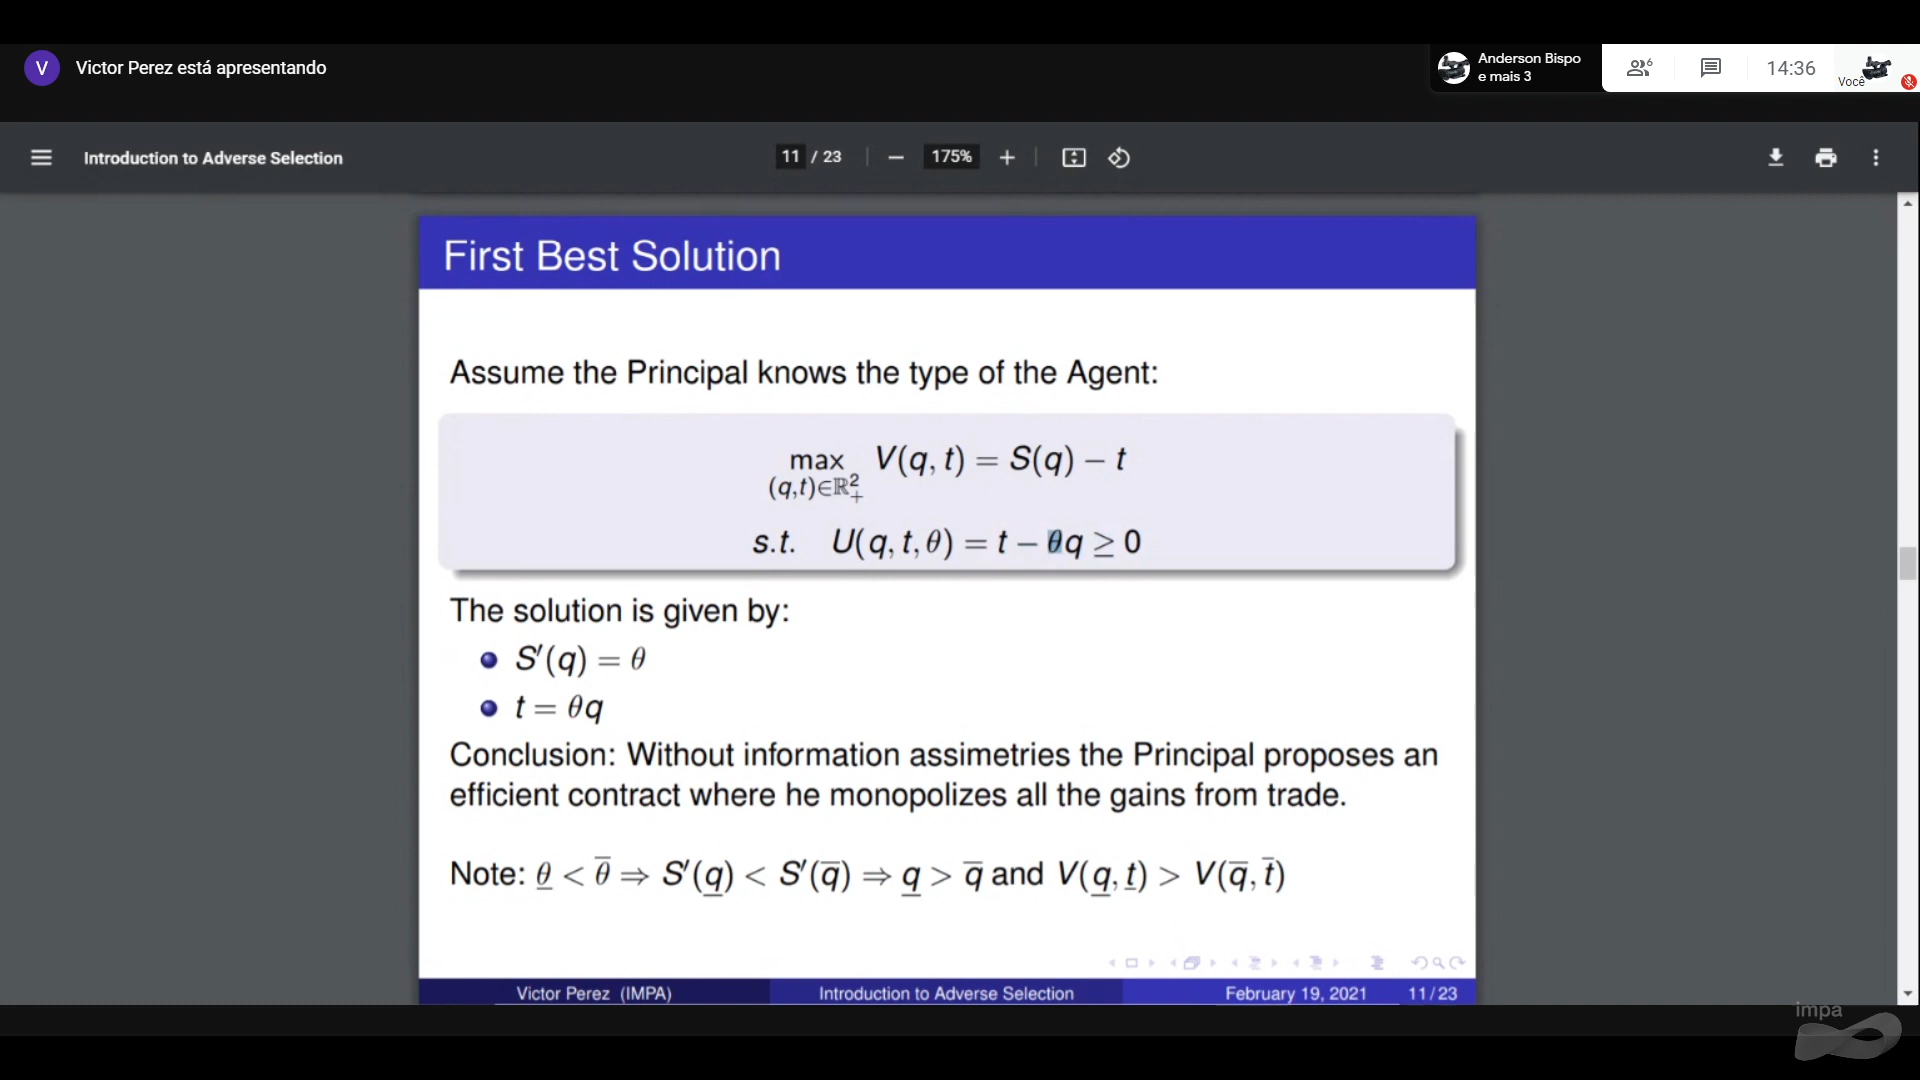 V
Victor Perez está apresentando
Anderson Bispo
e mais 3
6
14:36
Você
Introduction to Adverse Selection
11 / 23
175%
First Best Solution
Assume the Principal knows the type of the Agent:
max V(q, t) = S(q) − t
(q,t)∈ℝ²₊
s.t. U(q, t, θ) = t − θq ≥ 0
The solution is given by:
S′(q) = θ
t = θq
Conclusion: Without information assimetries the Principal proposes an
efficient contract where he monopolizes all the gains from trade.
Note: θ̲ < θ̅ ⇒ S′(q̲) < S′(q̅) ⇒ q̲ > q̅ and V(q̲, t̲) > V(q̅, t̅)
Victor Perez (IMPA) Introduction to Adverse Selection February 19, 2021 11 / 23
impa